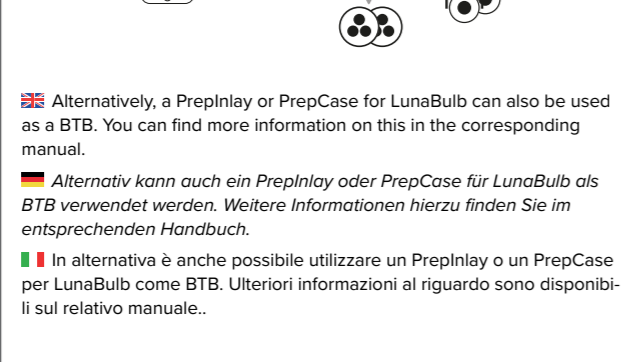 Alternatively, a PrepInlay or PrepCase for LunaBulb can also be used
as a BTB. You can find more information on this in the corresponding
manual.
Alternativ kann auch ein PrepInlay oder PrepCase für LunaBulb als
BTB verwendet werden. Weitere Informationen hierzu finden Sie im
entsprechenden Handbuch.
In alternativa è anche possibile utilizzare un PrepInlay o un PrepCase
per LunaBulb come BTB. Ulteriori informazioni al riguardo sono disponibi-
li sul relativo manuale..